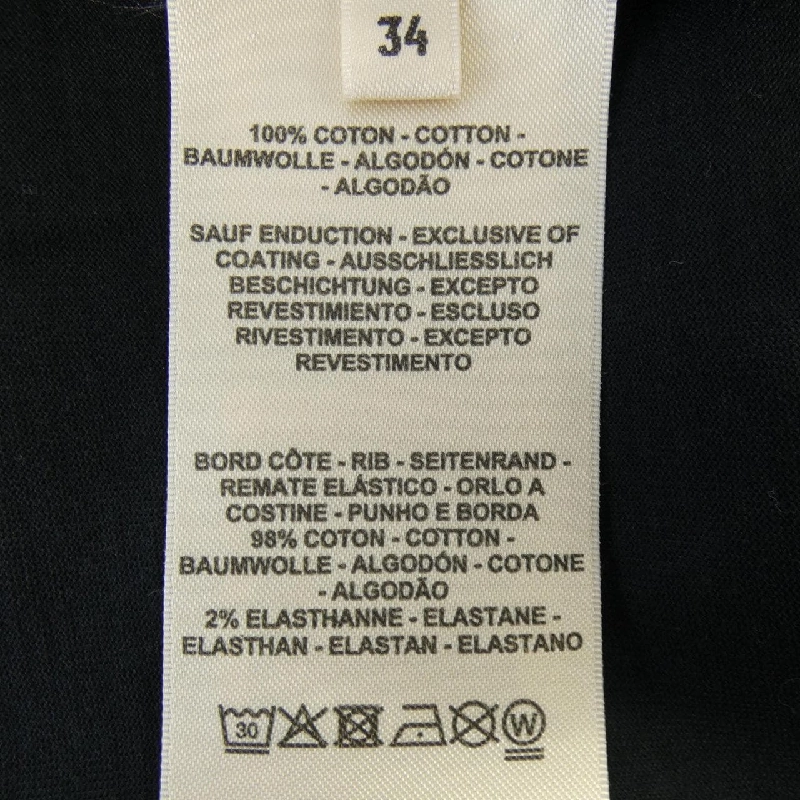 34
100% COTON - COTTON -
BAUMWOLLE - ALGODÓN - COTONE
- ALGODÃO
SAUF ENDUCTION - EXCLUSIVE OF
COATING - AUSSCHLIESSLICH
BESCHICHTUNG - EXCEPTO
REVESTIMIENTO - ESCLUSO
RIVESTIMENTO - EXCEPTO
REVESTIMENTO
BORD CÔTE - RIB - SEITENRAND -
REMATE ELÁSTICO - ORLO A
COSTINE - PUNHO E BORDA
98% COTON - COTTON -
BAUMWOLLE - ALGODÓN - COTONE
- ALGODÃO
2% ELASTHANNE - ELASTANE -
ELASTHAN - ELASTAN - ELASTANO
30 W